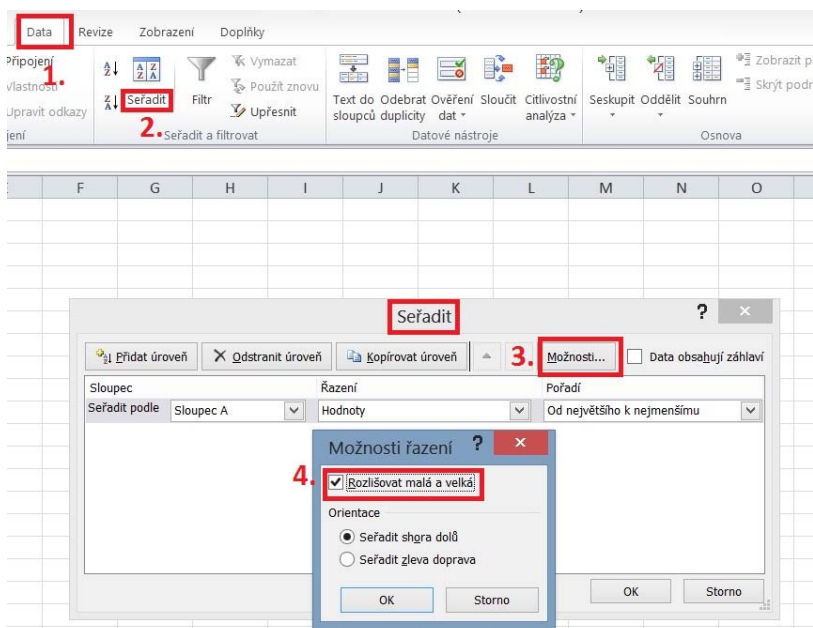 Data Revize Zobrazení Doplňky
Připojení
Vlastnosti
Upravit odkazy
jení
1.
A Z
Z A
A Z
Z A
Seřadit
2.
Filtr
Vymazat
Použít znovu
Upřesnit
Seřadit a filtrovat
Text do sloupců
Odebrat duplicity
Ověření dat
Sloučit
Citlivostní analýza
Datové nástroje
Seskupit
Oddělit
Souhrn
Zobrazit p
Skrýt podr
Osnova
F G H I J K L M N O
Seřadit ?
Přidat úroveň Odstranit úroveň Kopírovat úroveň 3. Možnosti... Data obsahují záhlaví
Sloupec Řazení Pořadí
Seřadit podle Sloupec A Hodnoty Od největšího k nejmenšímu
Možnosti řazení ?
4. Rozlišovat malá a velká
Orientace
Seřadit shora dolů
Seřadit zleva doprava
OK Storno
OK Storno